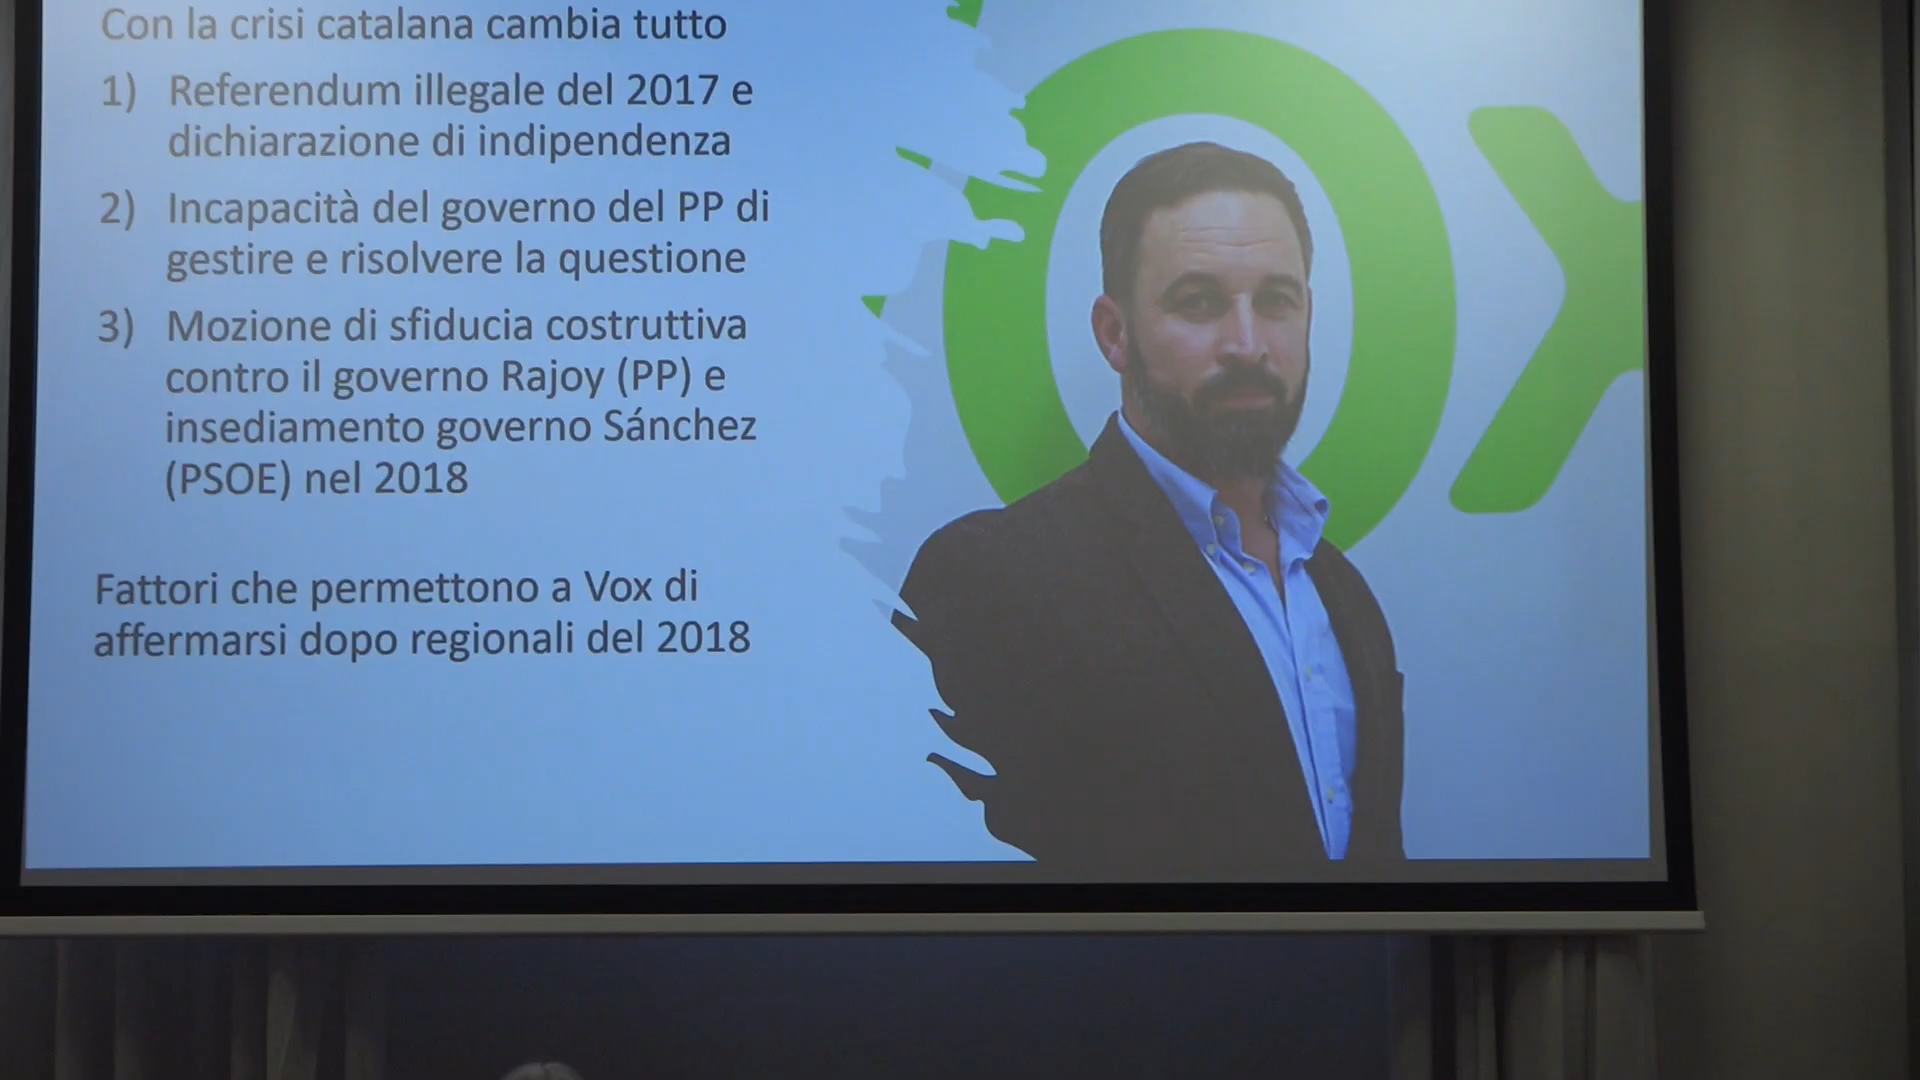 Con la crisi catalana cambia tutto
1) Referendum illegale del 2017 e
dichiarazione di indipendenza
2) Incapacità del governo del PP di
gestire e risolvere la questione
3) Mozione di sfiducia costruttiva
contro il governo Rajoy (PP) e
insediamento governo Sánchez
(PSOE) nel 2018
Fattori che permettono a Vox di
affermarsi dopo regionali del 2018
OX